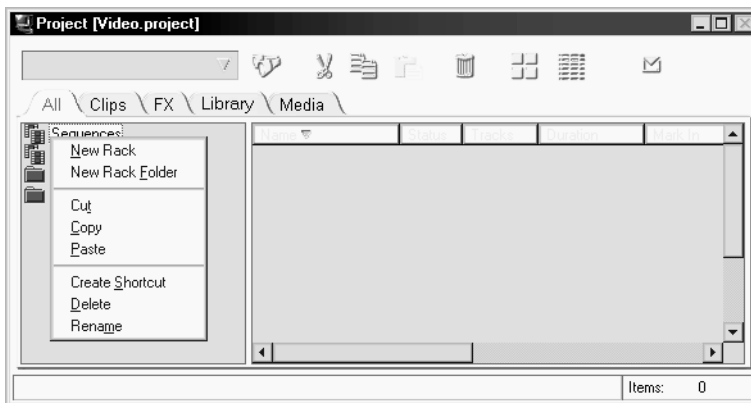 Project [Video.project]
All Clips FX Library Media
Sequences
Name Status Tracks Duration Mark In
New Rack
New Rack Folder
Cut
Copy
Paste
Create Shortcut
Delete
Rename
Items: 0